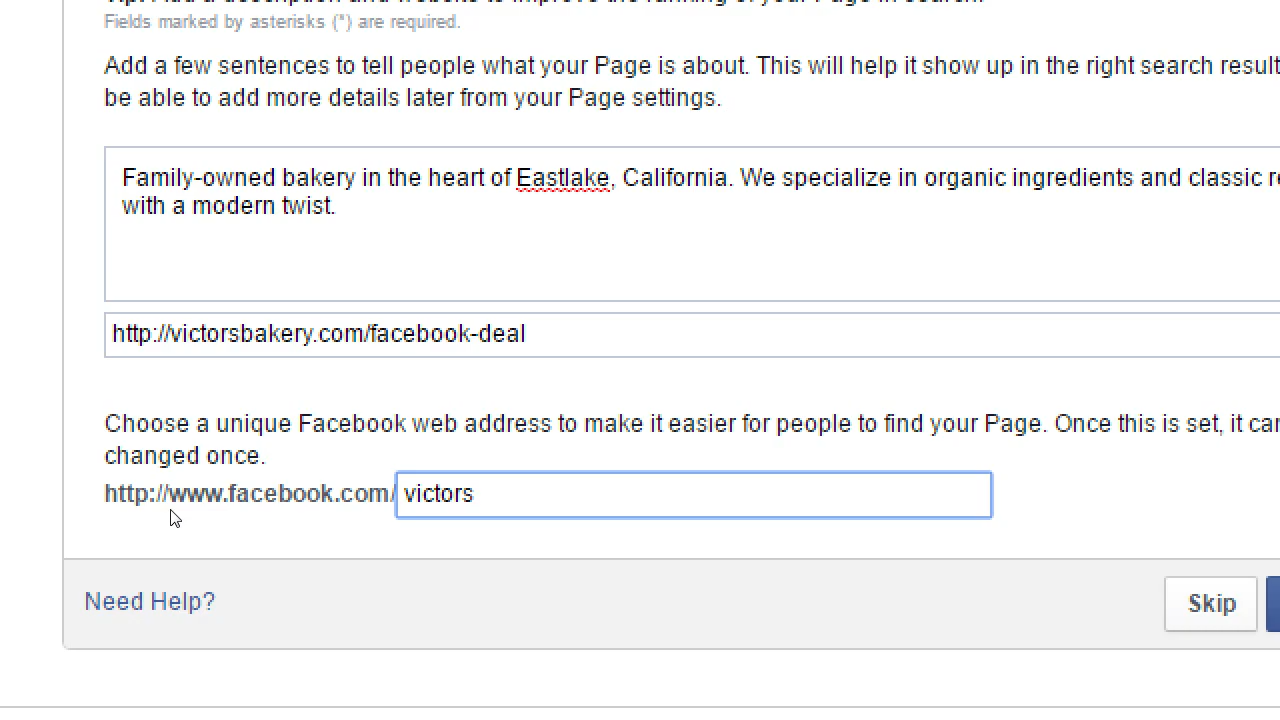 Fields marked by asterisks (*) are required.
Add a few sentences to tell people what your Page is about. This will help it show up in the right search
be able to add more details later from your Page settings.
Family-owned bakery in the heart of Eastlake, California. We specialize in organic ingredients and classic
with a modern twist.
http://victorsbakery.com/facebook-deal
Choose a unique Facebook web address to make it easier for people to find your Page. Once this is set, it
changed once.
http://www.facebook.com/ victors
Need Help?
Skip